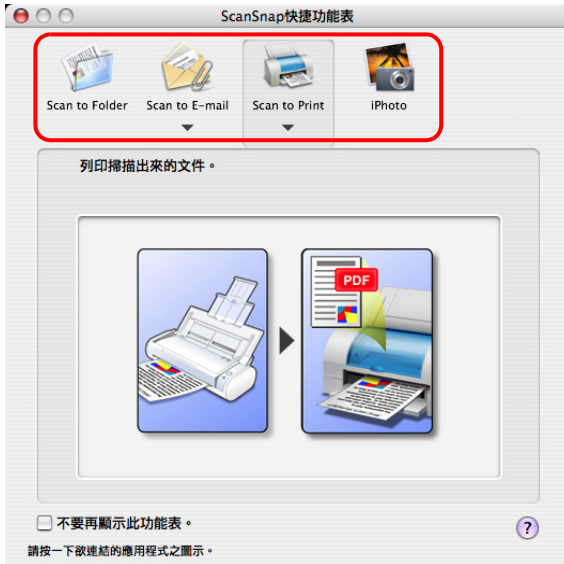 ScanSnap快捷功能表
Scan to Folder Scan to E-mail Scan to Print iPhoto
列印掃描出來的文件。
PDF
不要再顯示此功能表。
?
請按一下欲連結的應用程式之圖示。